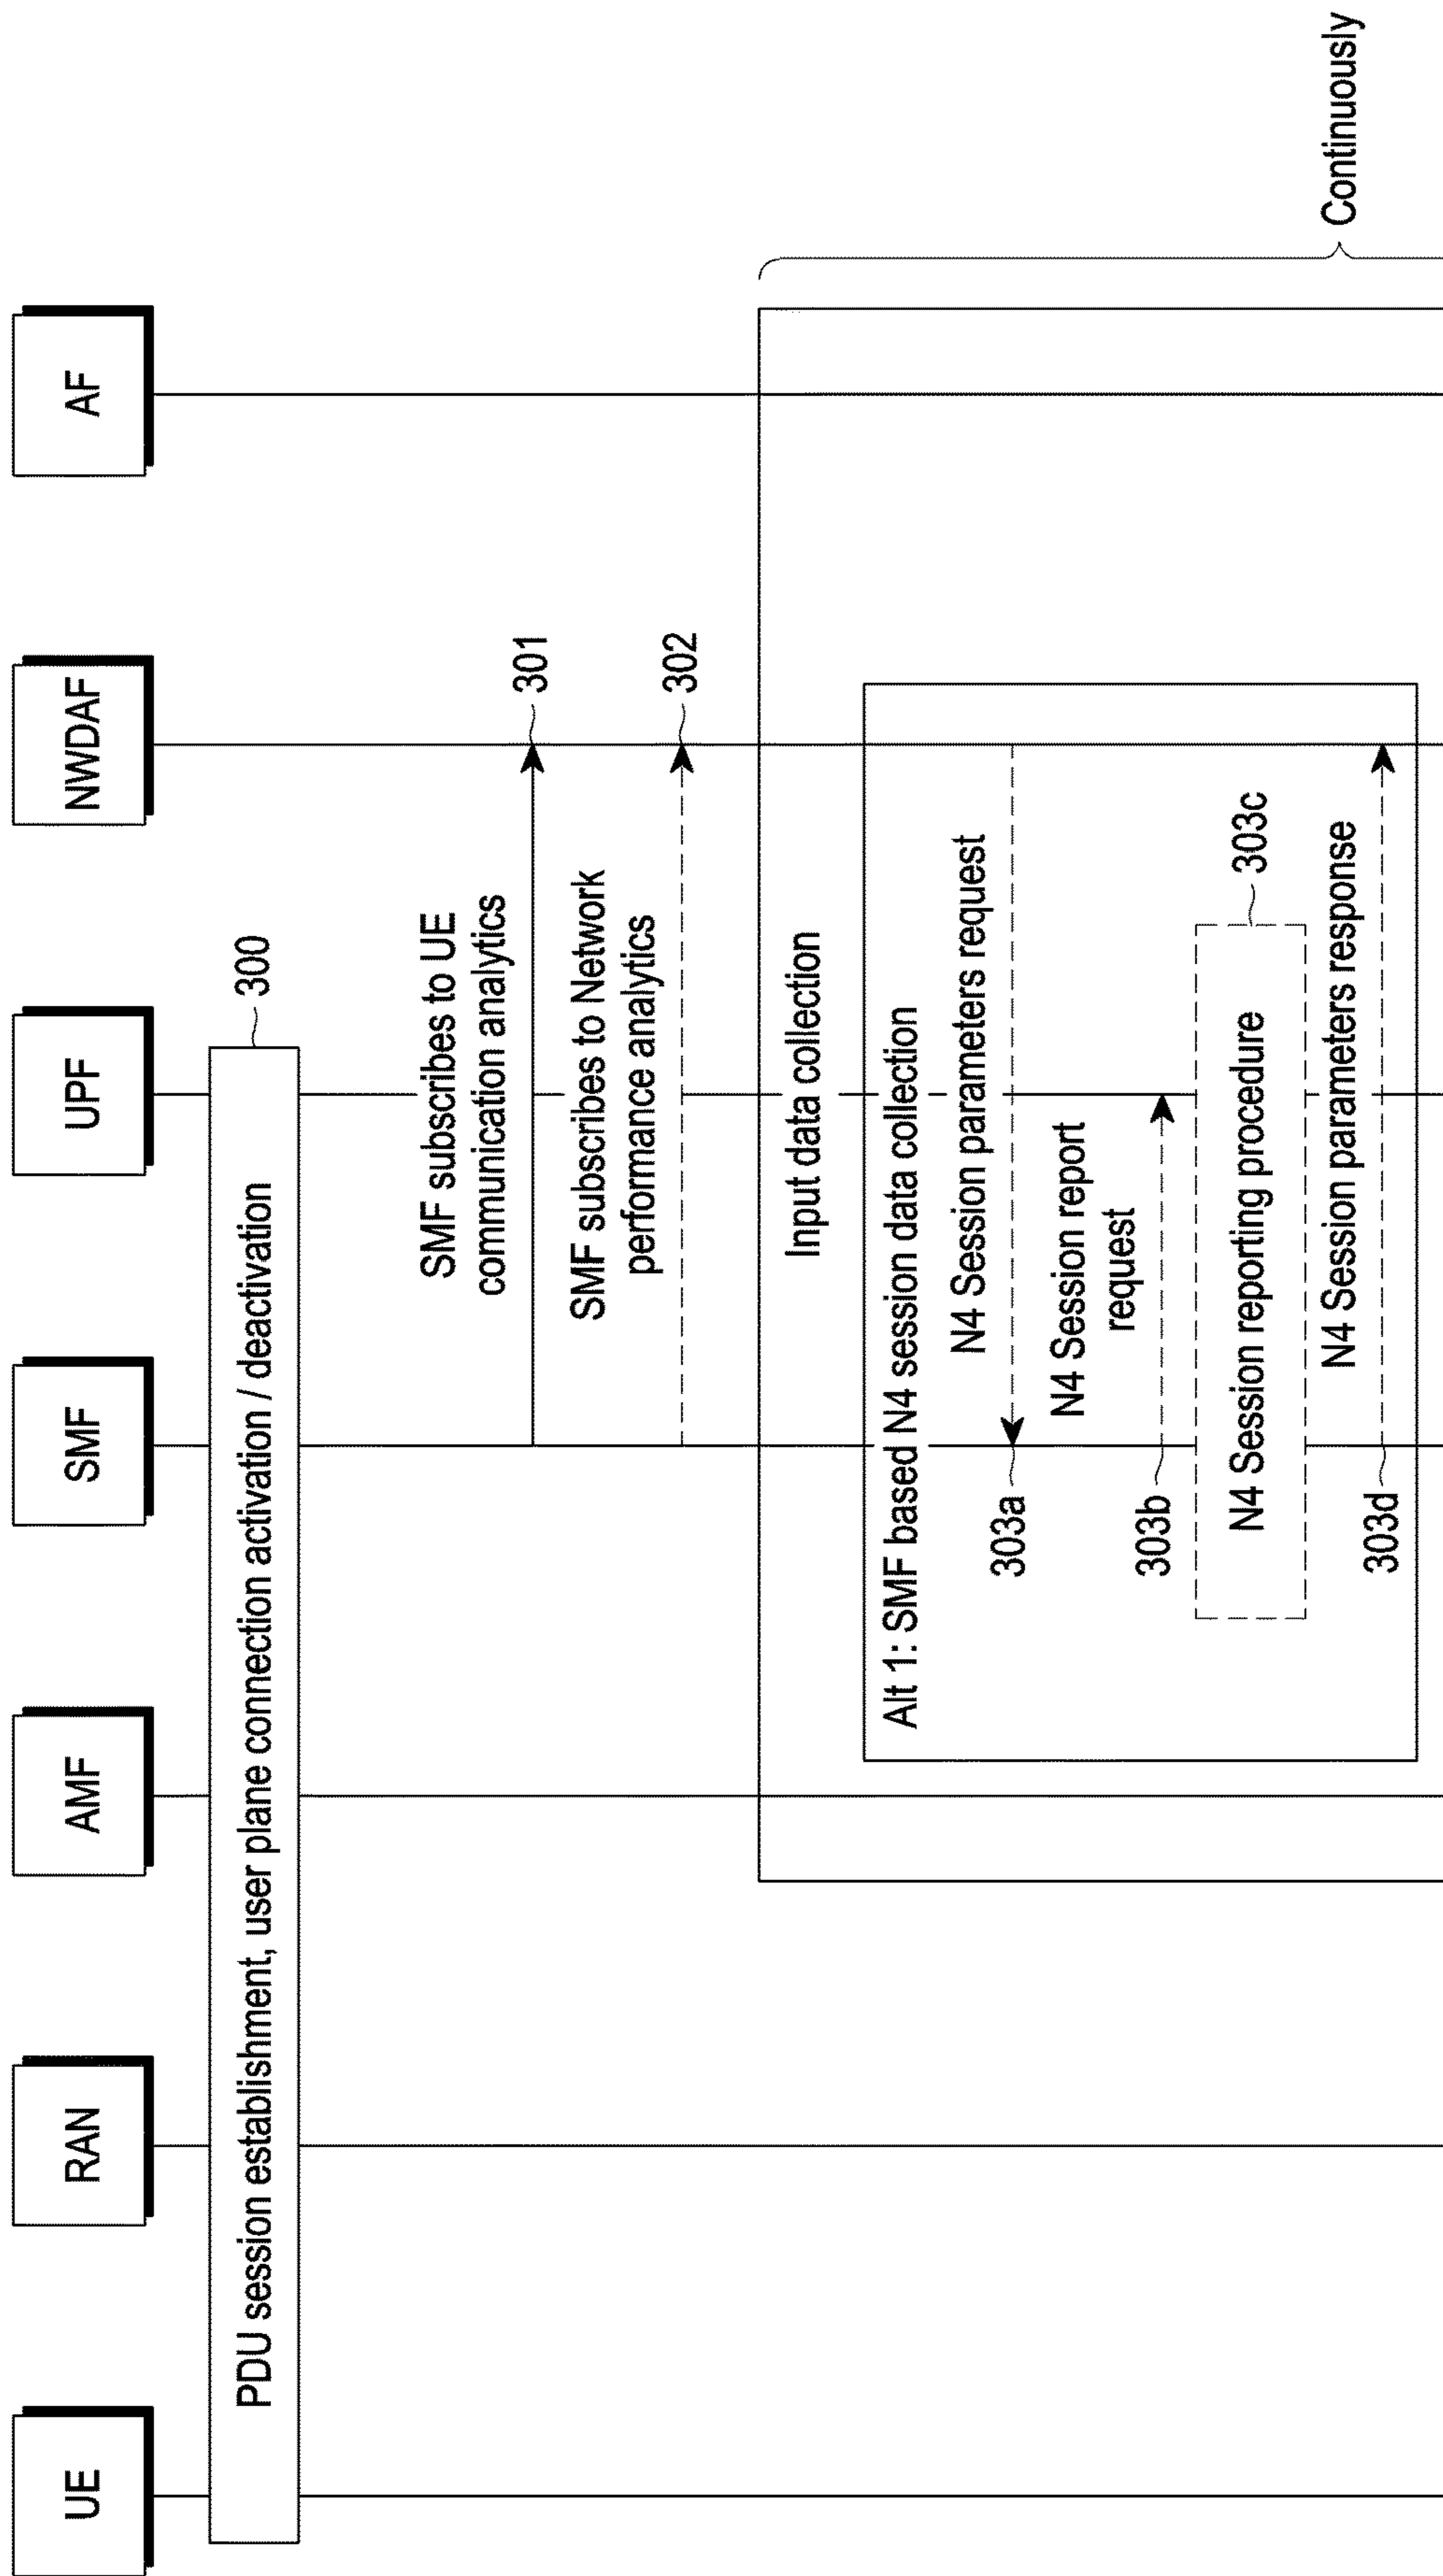 UE
RAN
AMF
SMF
UPF
NWDAF
AF
PDU session establishment, user plane connection activation / deactivation
300
SMF subscribes to UE
communication analytics
301
SMF subscribes to Network
performance analytics
302
Input data collection
Alt 1: SMF based N4 session data collection
N4 Session parameters request
303a
N4 Session report
request
303b
N4 Session reporting procedure
303c
N4 Session parameters response
303d
Continuously